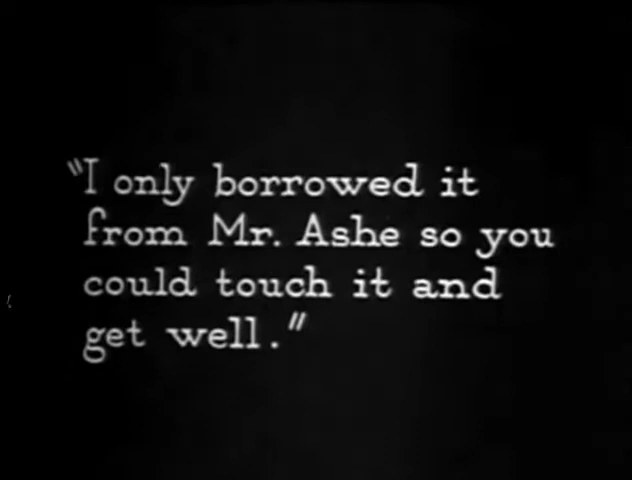 "I only borrowed it
from Mr. Ashe so you
could touch it and
get well."